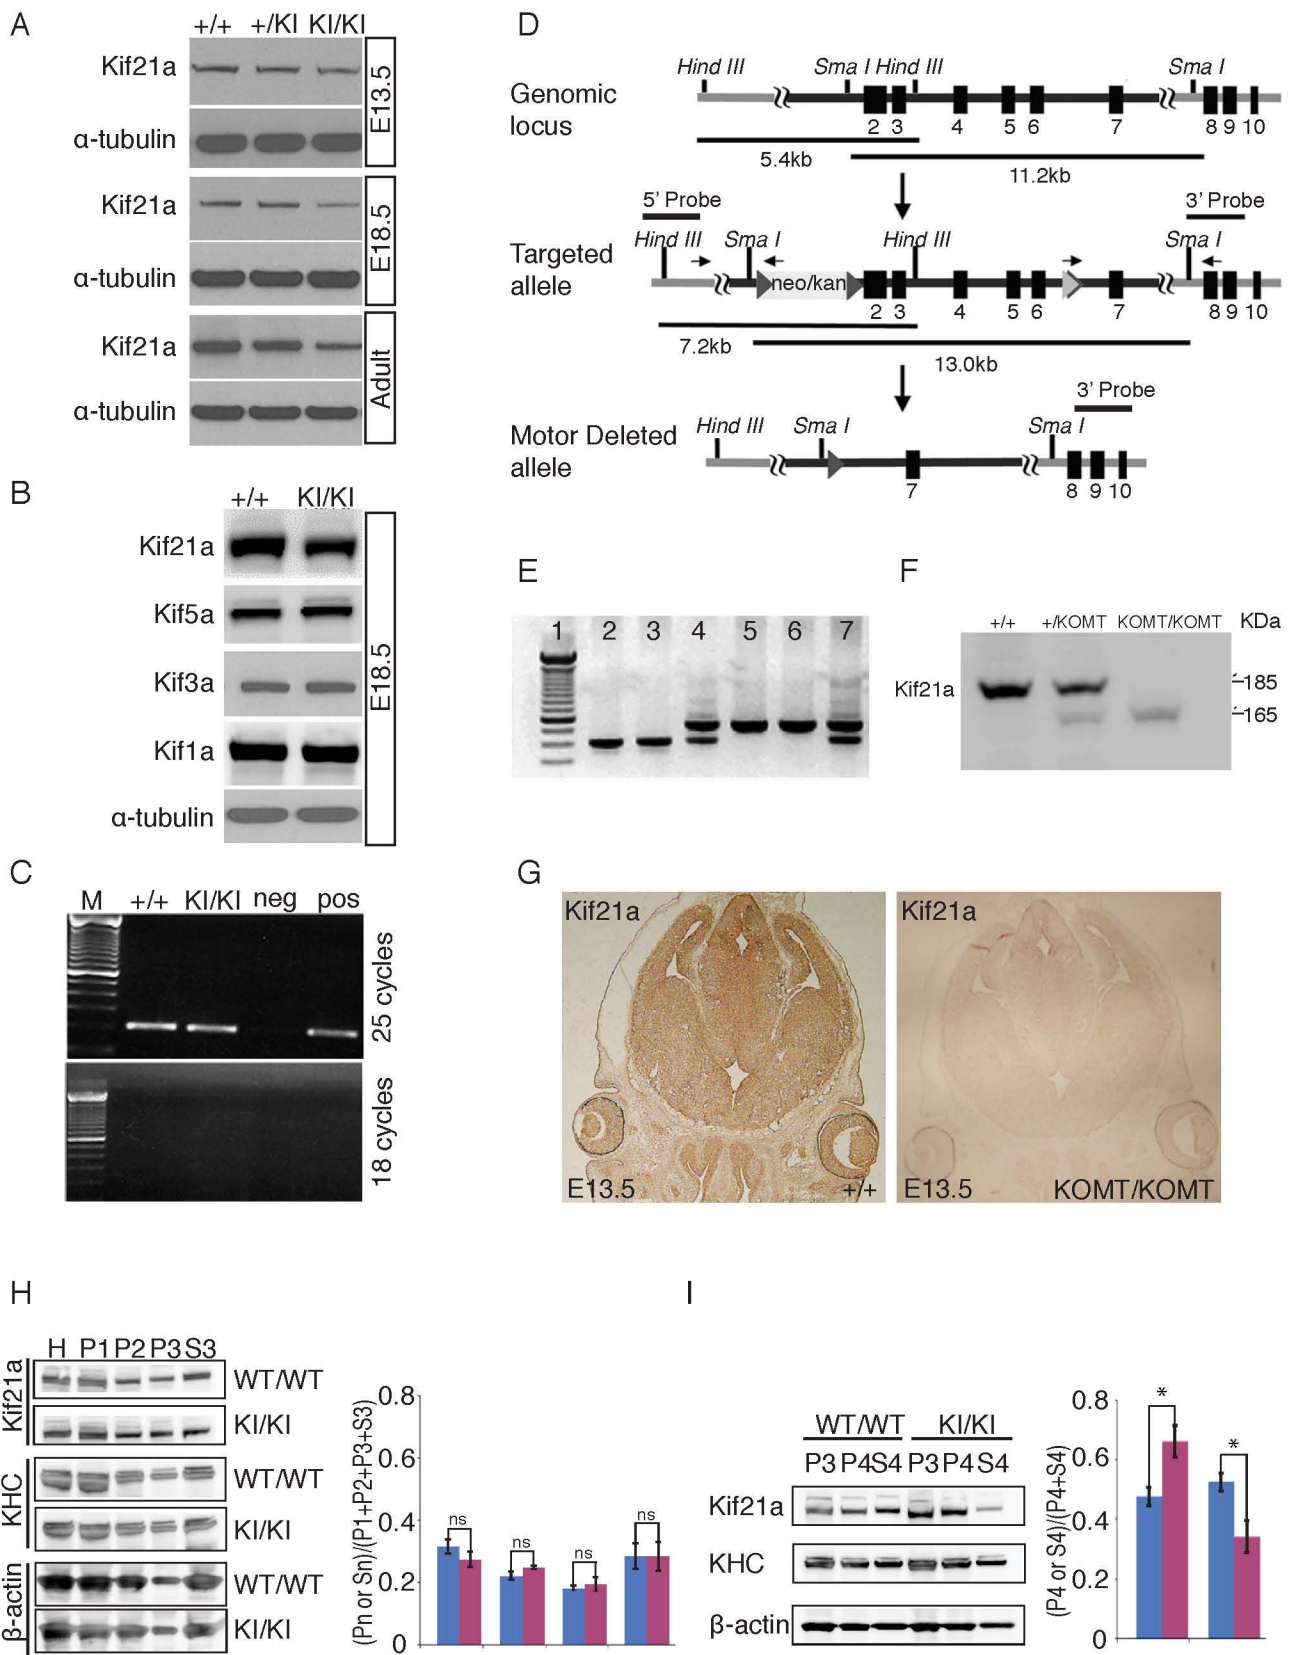 A
+/+ +/KI KI/KI
Kif21a
α-tubulin
E13.5
Kif21a
α-tubulin
E18.5
Kif21a
α-tubulin
Adult
B
+/+ KI/KI
Kif21a
Kif5a
Kif3a
Kif1a
α-tubulin
E18.5
C
M +/+ KI/KI neg pos
25 cycles
18 cycles
D
Hind III Sma I Hind III Sma I
Genomic
locus
2 3 4 5 6 7 8 9 10
5.4kb
11.2kb
5' Probe 3' Probe
Hind III Sma I Hind III Sma I
Targeted
allele
neo/kan
2 3 4 5 6 7 8 9 10
7.2kb
13.0kb
3' Probe
Hind III Sma I Sma I
Motor Deleted
allele
7 8 9 10
E
1 2 3 4 5 6 7
F
+/+ +/KOMT KOMT/KOMT KDa
Kif21a
185
165
G
Kif21a
E13.5 +/+
Kif21a
E13.5 KOMT/KOMT
H
H P1 P2 P3 S3
Kif21a
WT/WT
KI/KI
KHC
WT/WT
KI/KI
β-actin
WT/WT
KI/KI
(Pn or Sn)/(P1+P2+P3+S3)
0.8
0.6
0.4
0.2
0
ns ns ns ns
I
WT/WT KI/KI
P3 P4 S4 P3 P4 S4
Kif21a
KHC
β-actin
(P4 or S4)/(P4+S4)
0.8
0.6
0.4
0.2
0
* *